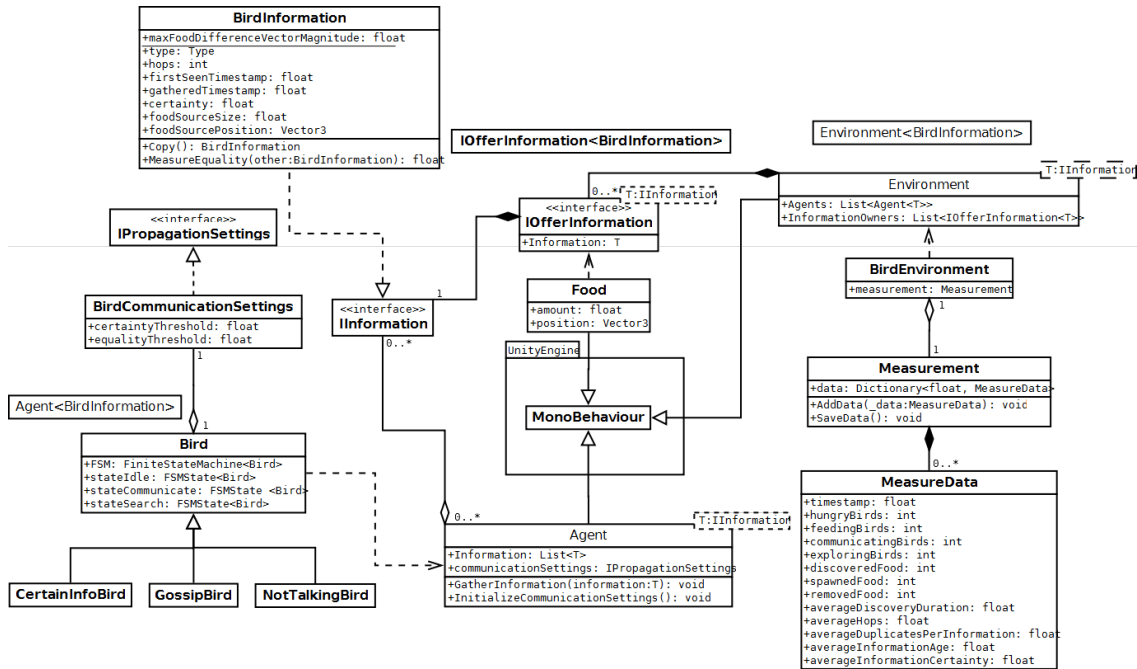 BirdInformation
+maxFoodDifferenceVectorMagnitude: float
+type: Type
+hops: int
+firstSeenTimestamp: float
+gatheredTimestamp: float
+certainty: float
+foodSourceSize: float
+foodSourcePosition: Vector3
+Copy(): BirdInformation
+MeasureEquality(other:BirdInformation): float
IOfferInformation<BirdInformation>
Environment<BirdInformation>
T:IInformation
Environment
+Agents: List<Agent<T>>
+InformationOwners: List<IOfferInformation<T>>
0..*
T:IInformation
<<interface>>
IOfferInformation
+Information: T
<<interface>>
IPropagationSettings
BirdEnvironment
+measurement: Measurement
1
1
Food
+amount: float
+position: Vector3
1
<<interface>>
IInformation
0..*
BirdCommunicationSettings
+certaintyThreshold: float
+equalityThreshold: float
1
UnityEngine
MonoBehaviour
Measurement
+data: Dictionary<float, MeasureData>
+AddData(_data:MeasureData): void
+SaveData(): void
0..*
Agent<BirdInformation>
1
Bird
+FSM: FiniteStateMachine<Bird>
+stateIdle: FSMState<Bird>
+stateCommunicate: FSMState <Bird>
+stateSearch: FSMState<Bird>
MeasureData
+timestamp: float
+hungryBirds: int
+feedingBirds: int
+communicatingBirds: int
+exploringBirds: int
+discoveredFood: int
+spawnedFood: int
+removedFood: int
+averageDiscoveryDuration: float
+averageHops: float
+averageDuplicatesPerInformation: float
+averageInformationAge: float
+averageInformationCertainty: float
0..*
T:IInformation
Agent
+Information: List<T>
+communicationSettings: IPropagationSettings
+GatherInformation(information:T): void
+InitializeCommunicationSettings(): void
CertainInfoBird
GossipBird
NotTalkingBird